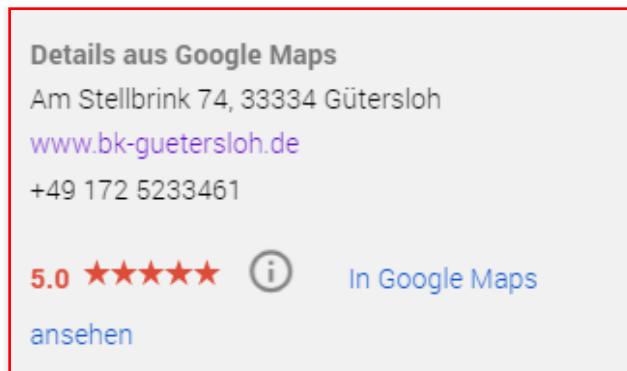 Details aus Google Maps
Am Stellbrink 74, 33334 Gütersloh
www.bk-guetersloh.de
+49 172 5233461
5.0 ★★★★★ i In Google Maps
ansehen